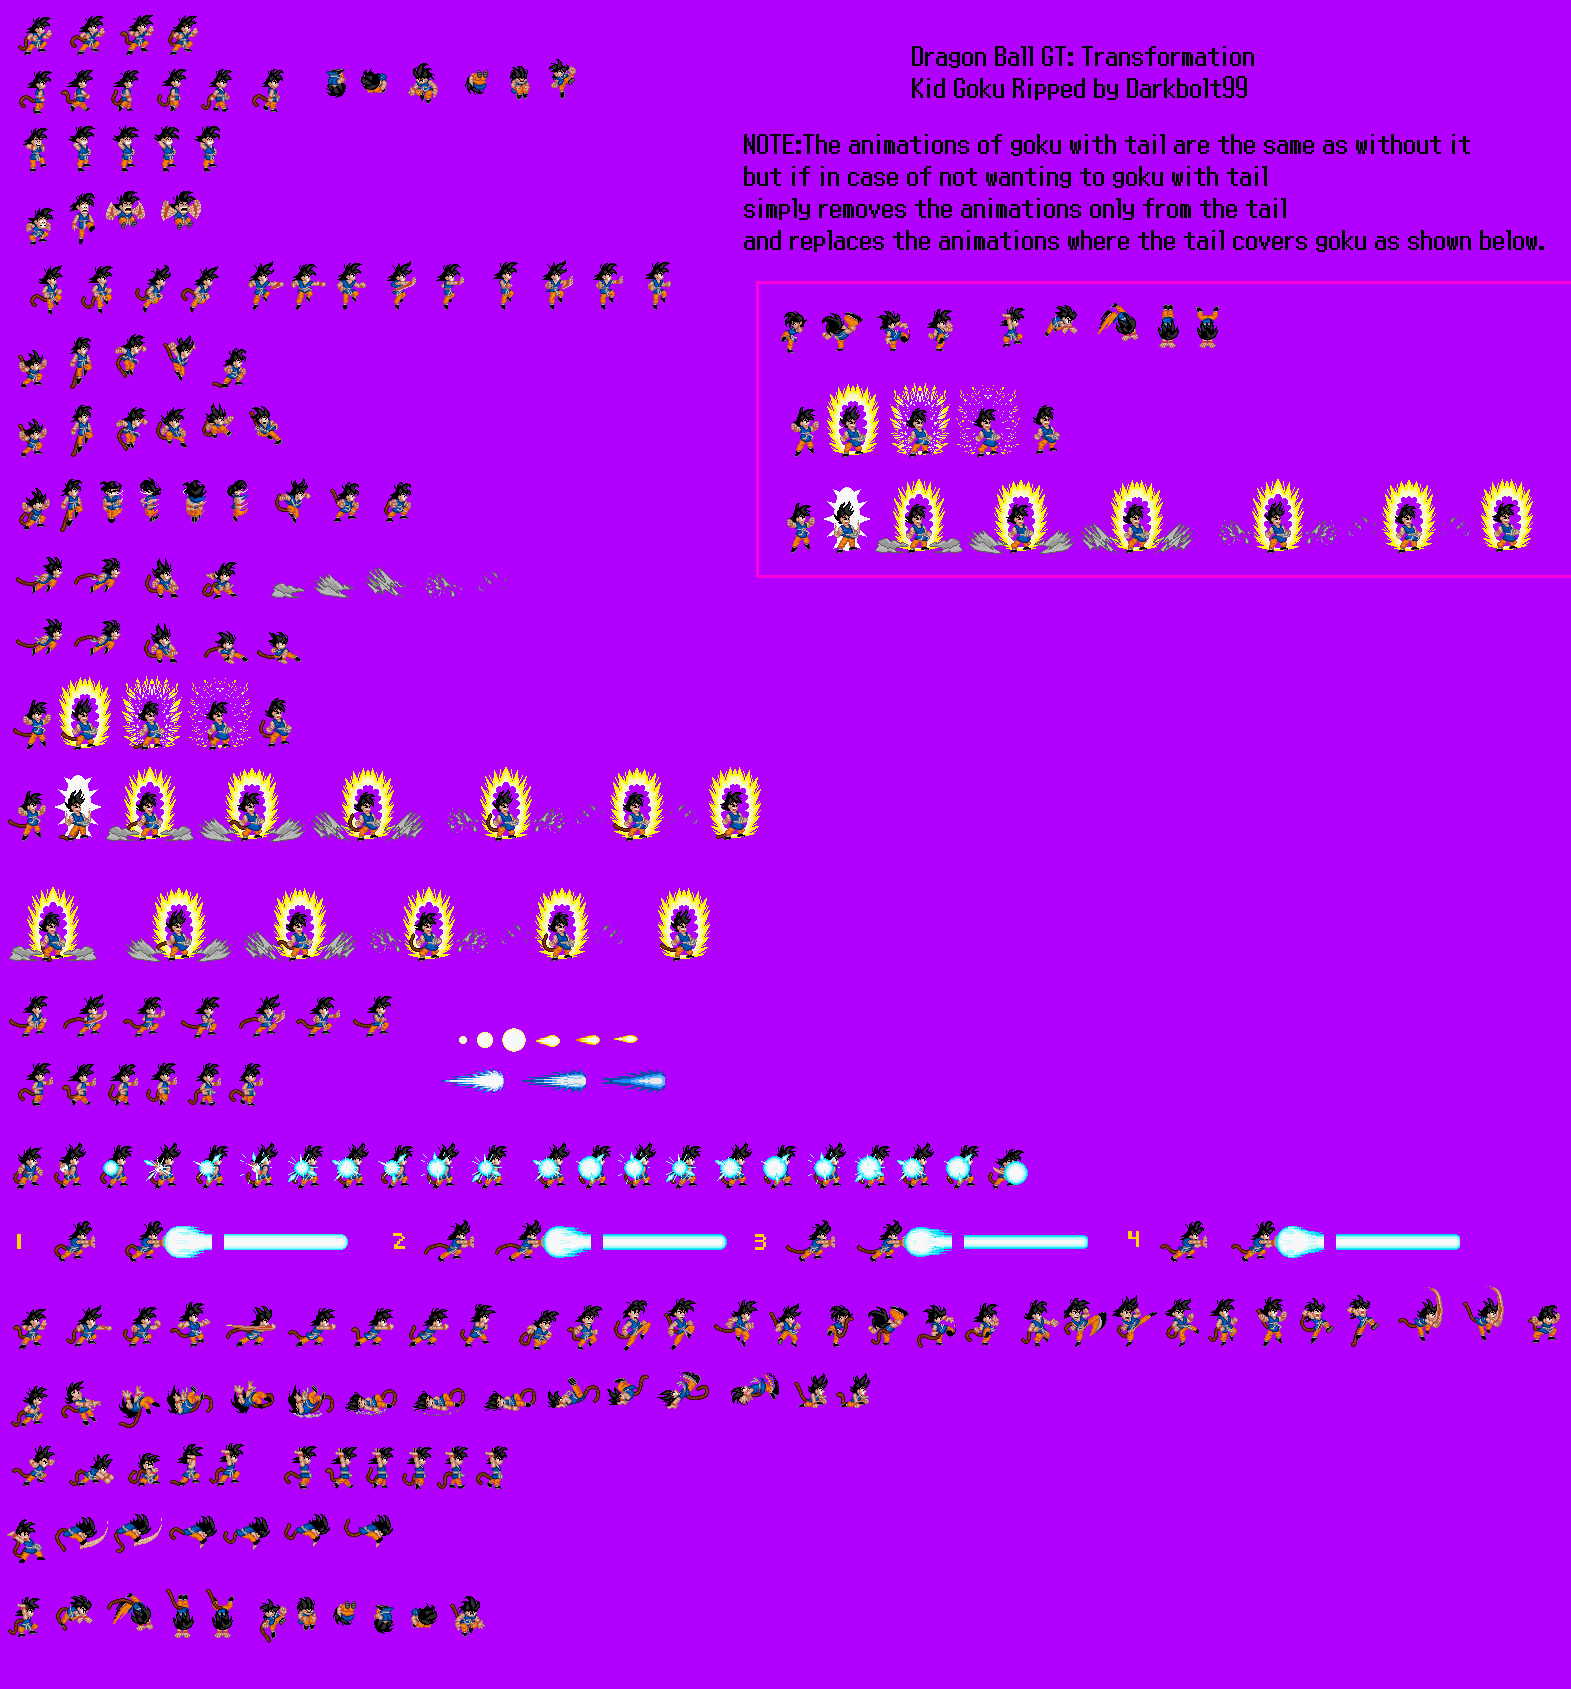 Dragon Ball GT: Transformation
Kid Goku Ripped by Darkbolt99
NOTE:The animations of goku with tail are the same as without it
but if in case of not wanting to goku with tail
simply removes the animations only from the tail
and replaces the animations where the tail covers goku as shown below.
1 2 3 4